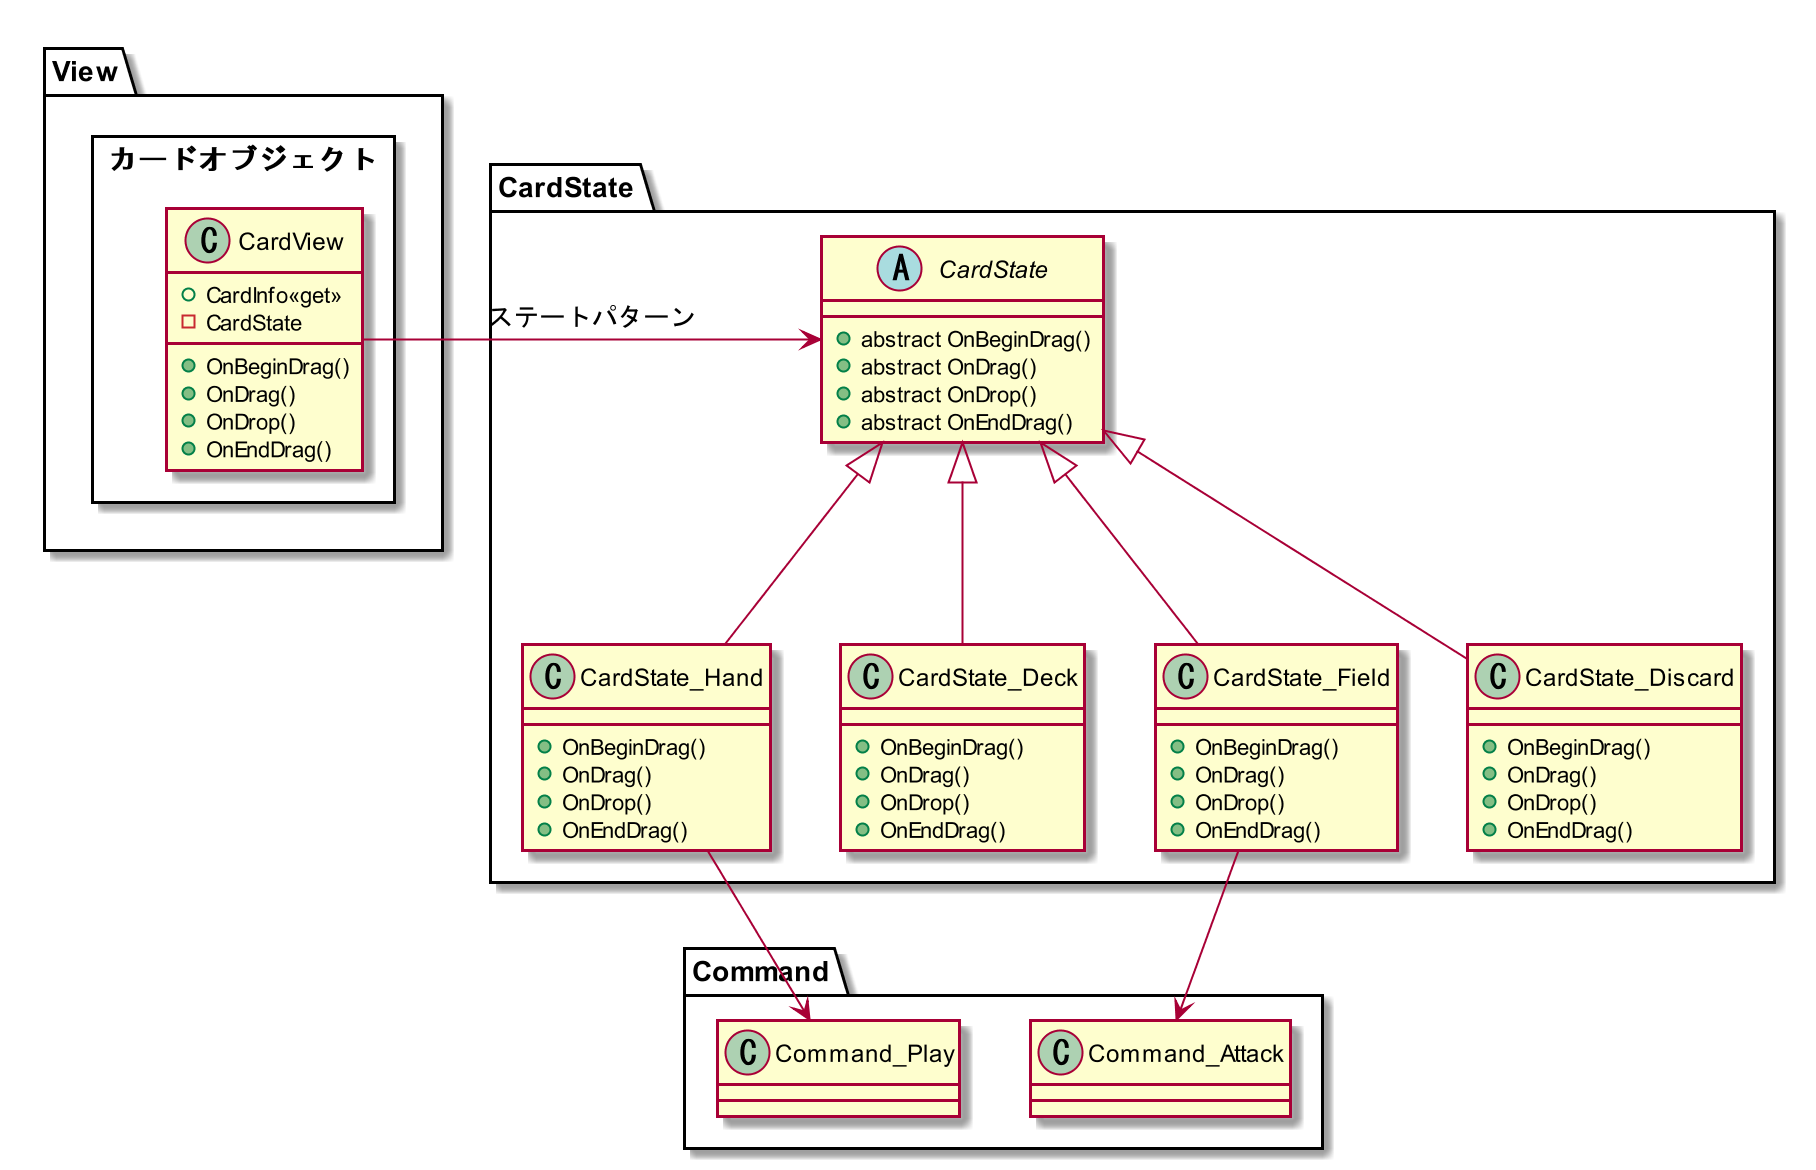 View
カードオブジェクト
C CardView
CardInfo«get»
CardState
OnBeginDrag()
OnDrag()
OnDrop()
OnEndDrag()
ステートパターン
CardState
A CardState
abstract OnBeginDrag()
abstract OnDrag()
abstract OnDrop()
abstract OnEndDrag()
C CardState_Hand
OnBeginDrag()
OnDrag()
OnDrop()
OnEndDrag()
C CardState_Deck
OnBeginDrag()
OnDrag()
OnDrop()
OnEndDrag()
C CardState_Field
OnBeginDrag()
OnDrag()
OnDrop()
OnEndDrag()
C CardState_Discard
OnBeginDrag()
OnDrag()
OnDrop()
OnEndDrag()
Command
C Command_Play
C Command_Attack